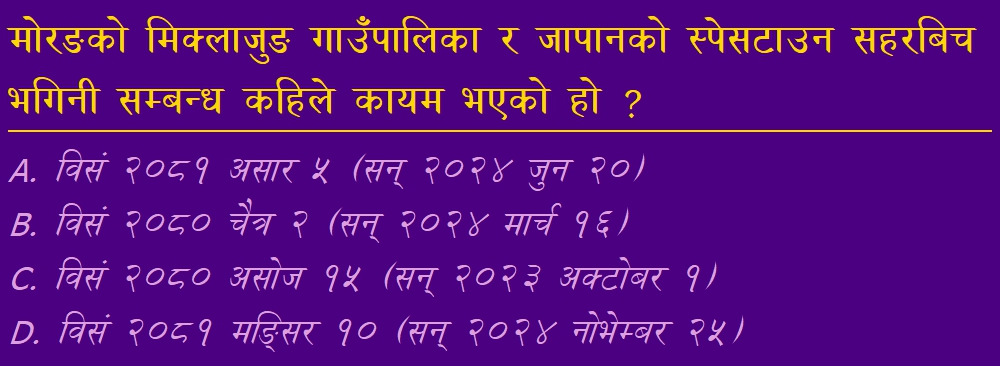 मोरङको मिक्लाजुङ गाउँपालिका र जापानको स्पेसटाउन सहरबिच
भगिनी सम्बन्ध कहिले कायम भएको हो ?
A. विसं २०८१ असार ५ (सन् २०२४ जुन २०)
B. विसं २०८० चैत्र २ (सन् २०२४ मार्च १६)
C. विसं २०८० असोज १५ (सन् २०२३ अक्टोबर १)
D. विसं २०८१ मङ्सिर १० (सन् २०२४ नोभेम्बर २५)